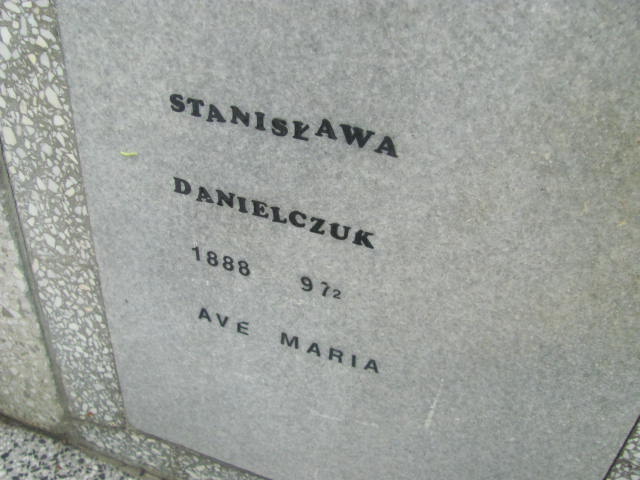 STANISŁAWA
DANIELCZUK
1888 972
AVE MARIA